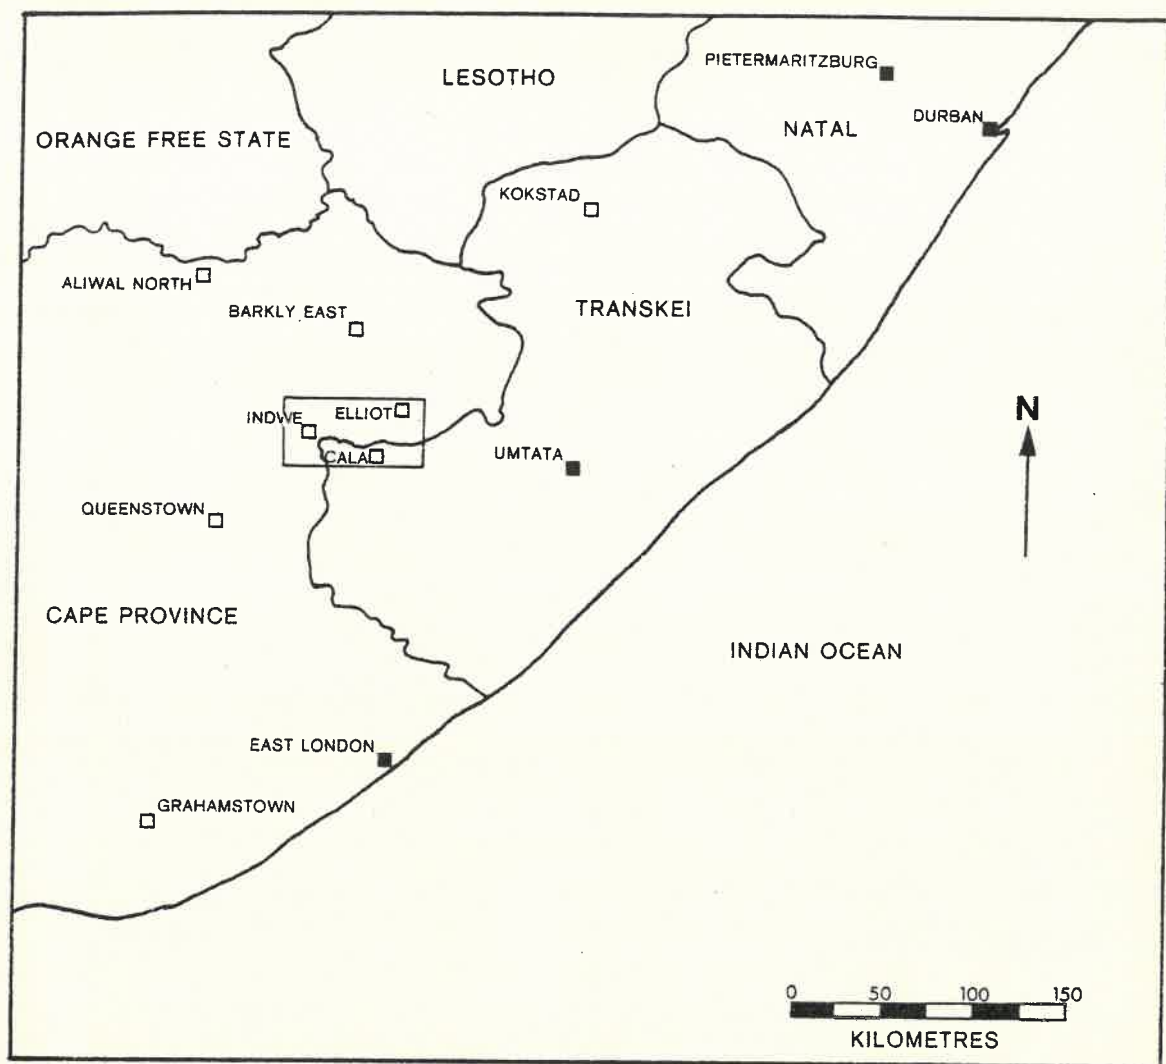 LESOTHO
PIETERMARITZBURG
ORANGE FREE STATE
NATAL
DURBAN
KOKSTAD
ALIWAL NORTH
BARKLY EAST
TRANSKEI
INDWE
ELLIOT
CALA
UMTATA
N
QUEENSTOWN
CAPE PROVINCE
INDIAN OCEAN
EAST LONDON
GRAHAMSTOWN
0 50 100 150
KILOMETRES